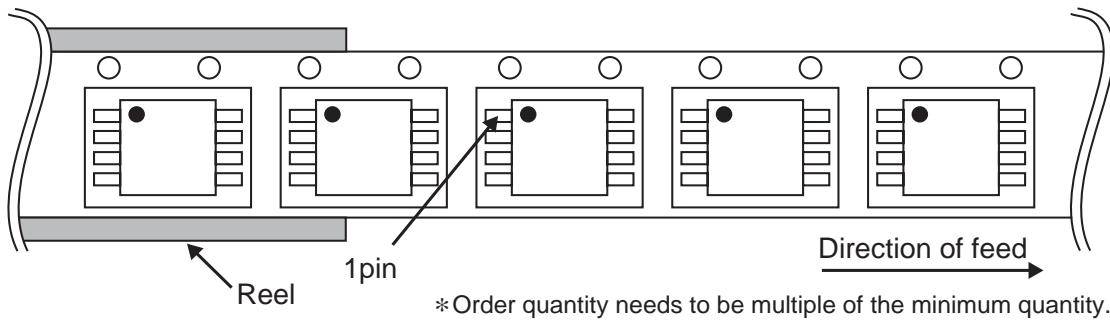 Direction of feed
1pin
Reel
*Order quantity needs to be multiple of the minimum quantity.